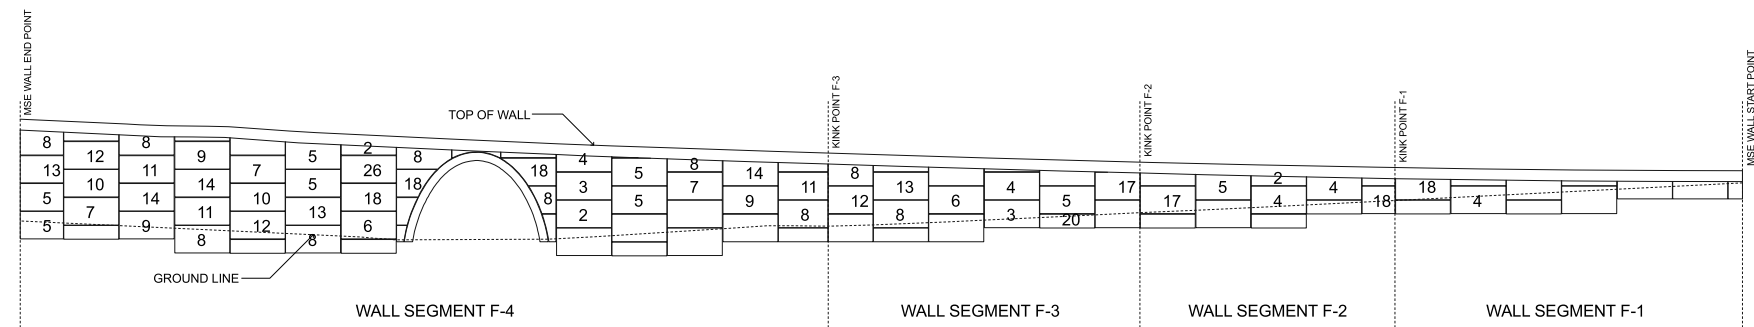 MSE WALL END POINT
TOP OF WALL
KINK POINT F-3
KINK POINT F-2
KINK POINT F-1
MSE WALL START POINT
8 8 2
12 9 5 8 4 8
13 11 7 26 18 5 14 8
10 14 5 18 3 7 11 13 4 17 5 2 4 18
5 14 10 18 8 5 9 12 6 5 17 4 18 4
7 11 13 2 8 8 3 20
5 9 12 6
8 8
GROUND LINE
WALL SEGMENT F-4
WALL SEGMENT F-3
WALL SEGMENT F-2
WALL SEGMENT F-1